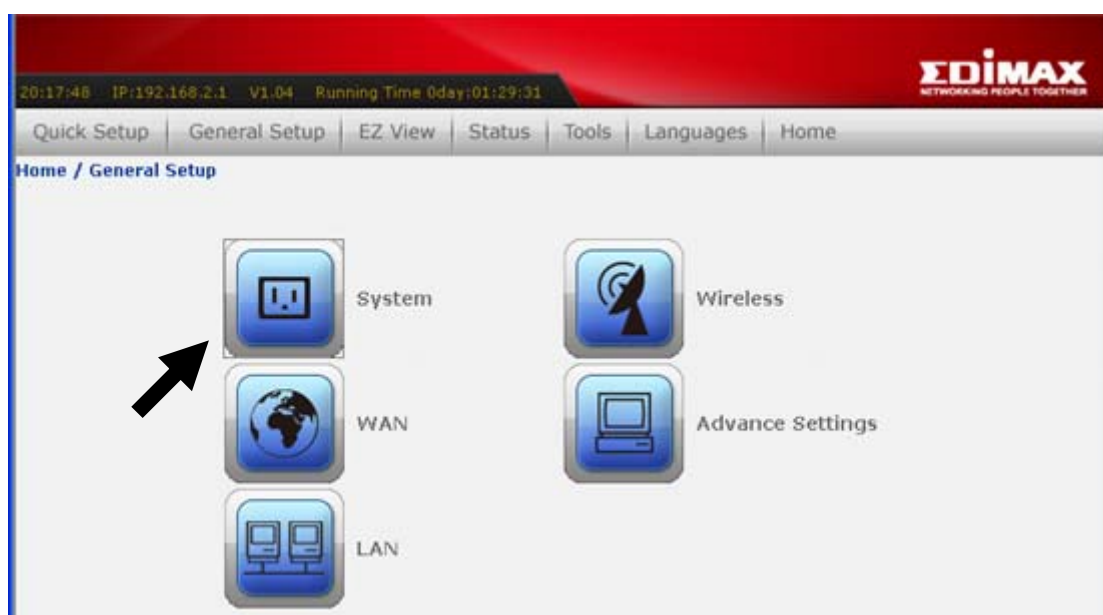 EDIMAX
NETWORKING PEOPLE TOGETHER
20:17:48 IP:192.168.2.1 V1.04 Running Time 0day:01:29:31
Quick Setup General Setup EZ View Status Tools Languages Home
Home / General Setup
System Wireless
WAN Advance Settings
LAN